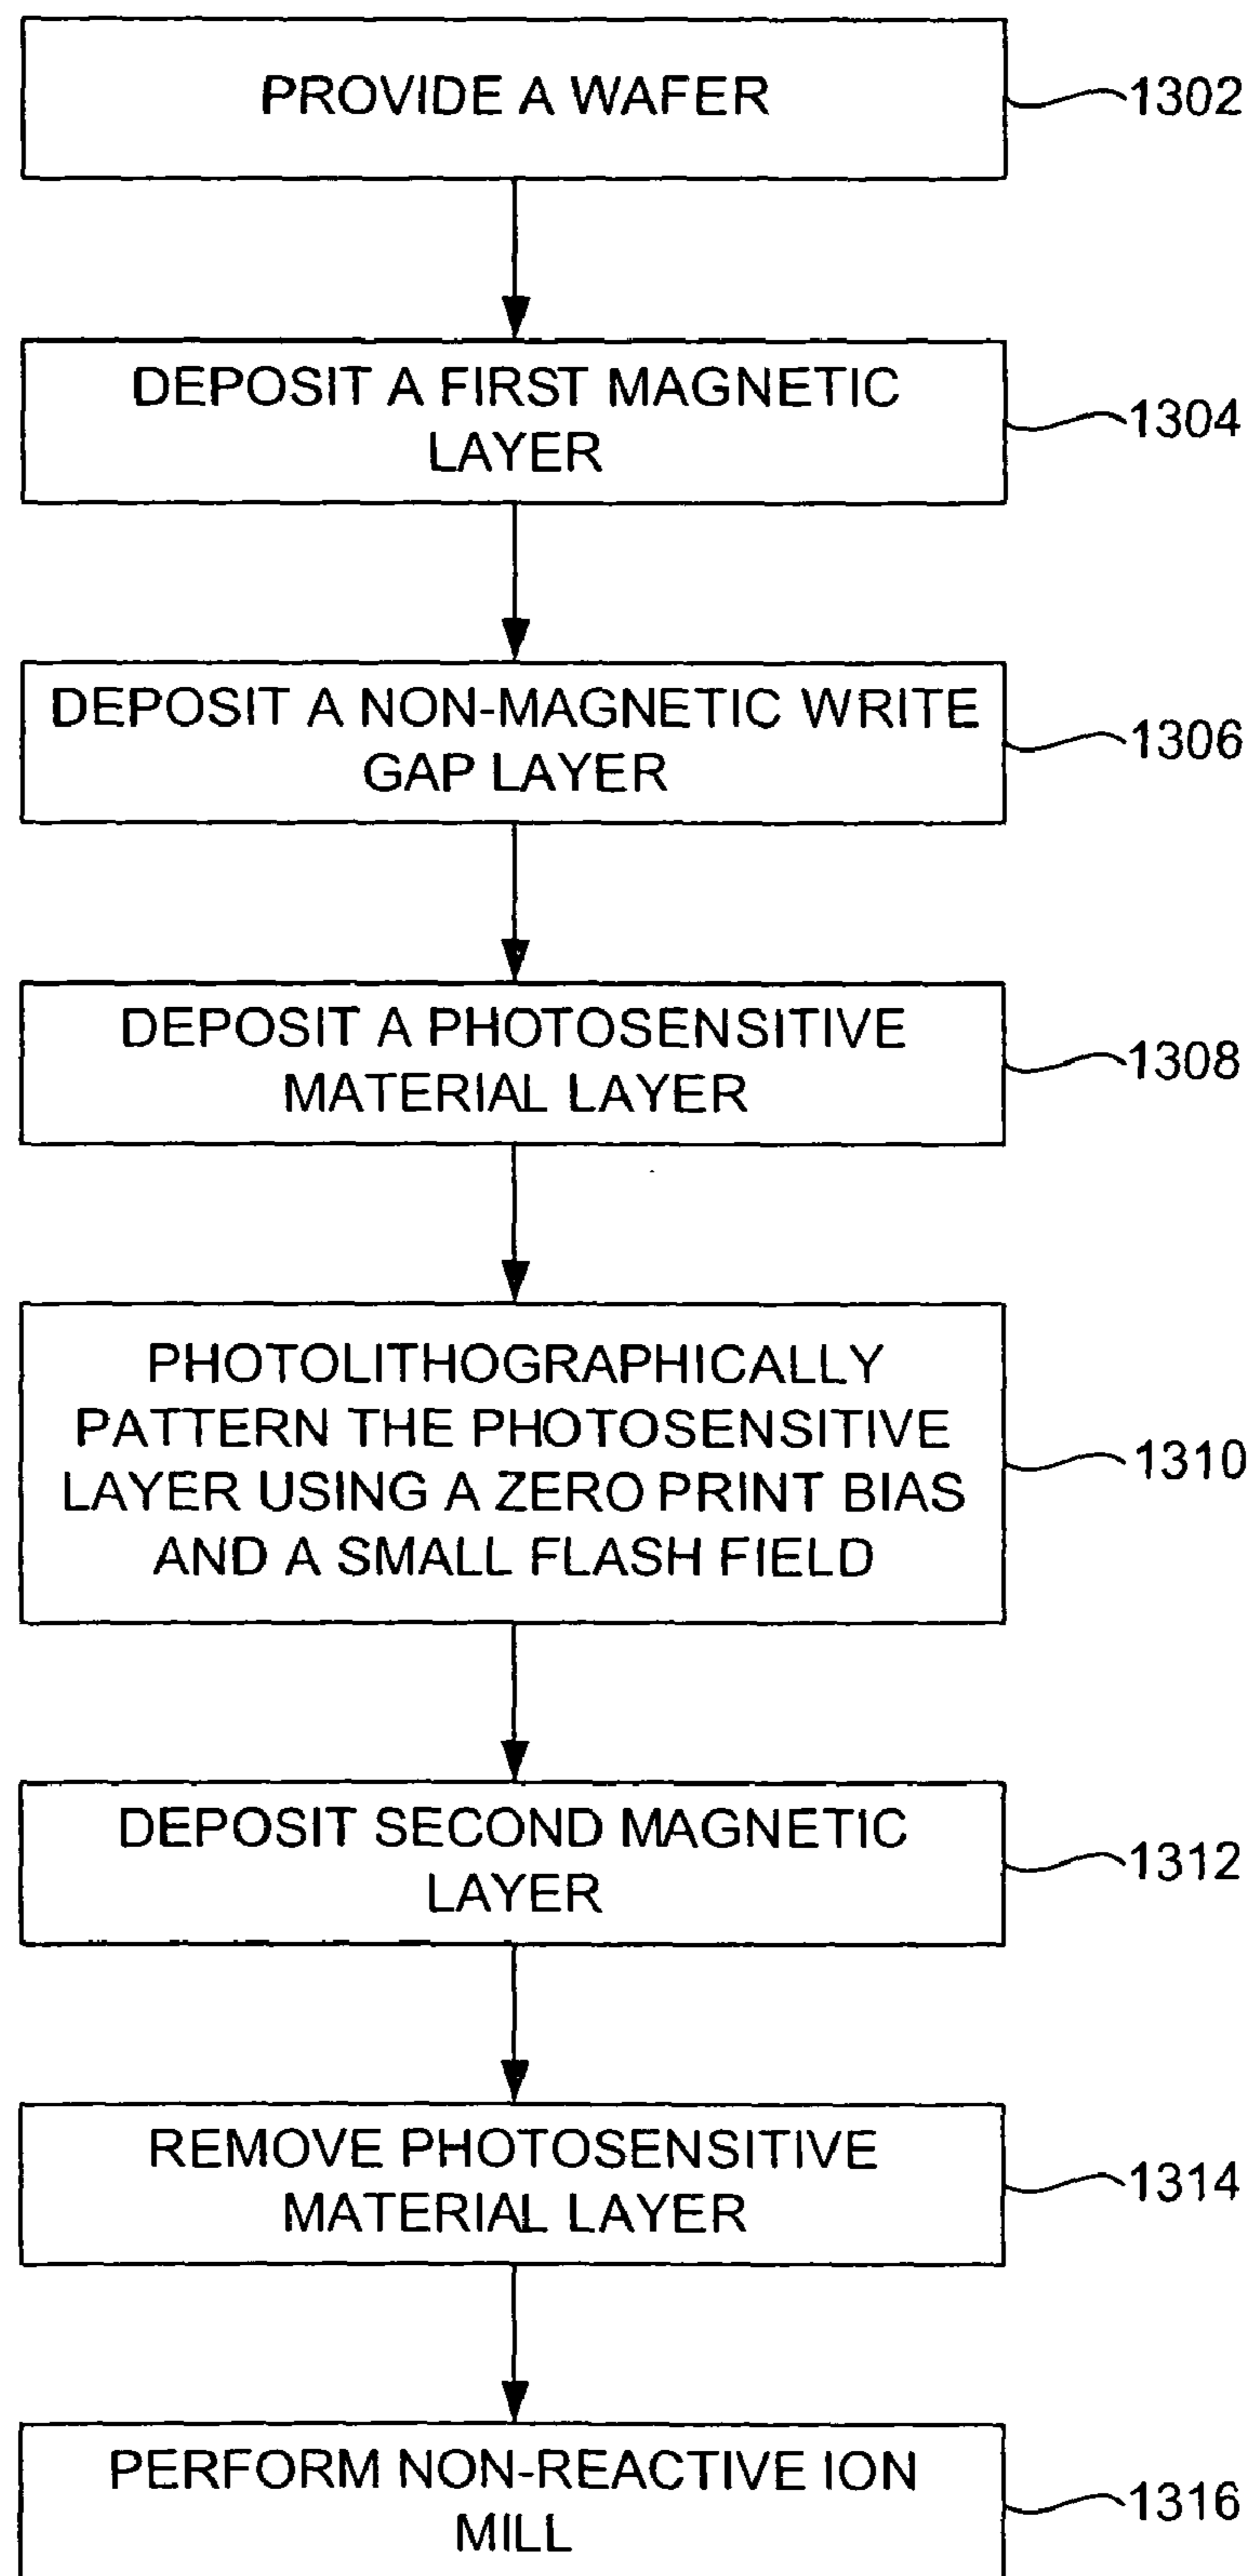 PROVIDE A WAFER
1302
DEPOSIT A FIRST MAGNETIC
LAYER
1304
DEPOSIT A NON-MAGNETIC WRITE
GAP LAYER
1306
DEPOSIT A PHOTOSENSITIVE
MATERIAL LAYER
1308
PHOTOLITHOGRAPHICALLY
PATTERN THE PHOTOSENSITIVE
LAYER USING A ZERO PRINT BIAS
AND A SMALL FLASH FIELD
1310
DEPOSIT SECOND MAGNETIC
LAYER
1312
REMOVE PHOTOSENSITIVE
MATERIAL LAYER
1314
PERFORM NON-REACTIVE ION
MILL
1316